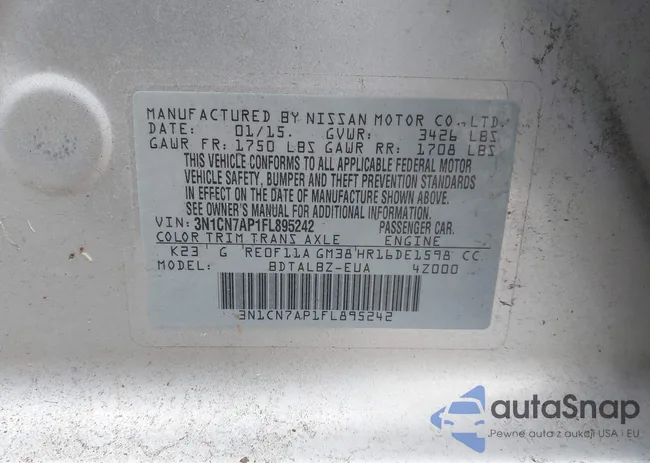 MANUFACTURED BY NISSAN MOTOR CO., LTD.
DATE: 01/15. GVWR: 3426 LBS
GAWR FR: 1750 LBS GAWR RR: 1708 LBS
THIS VEHICLE CONFORMS TO ALL APPLICABLE FEDERAL MOTOR
VEHICLE SAFETY, BUMPER AND THEFT PREVENTION STANDARDS
IN EFFECT ON THE DATE OF MANUFACTURE SHOWN ABOVE.
SEE OWNER'S MANUAL FOR ADDITIONAL INFORMATION
VIN: 3N1CN7AP1FL895242 PASSENGER CAR.
COLOR TRIM TRANS AXLE ENGINE
K23 G RE0F11A GM38 HR16DE1598 CC
MODEL: BDTALBZ-EUA 4Z000
3N1CN7AP1FL895242
autaSnap
Pewne auta z aukcji USA i EU